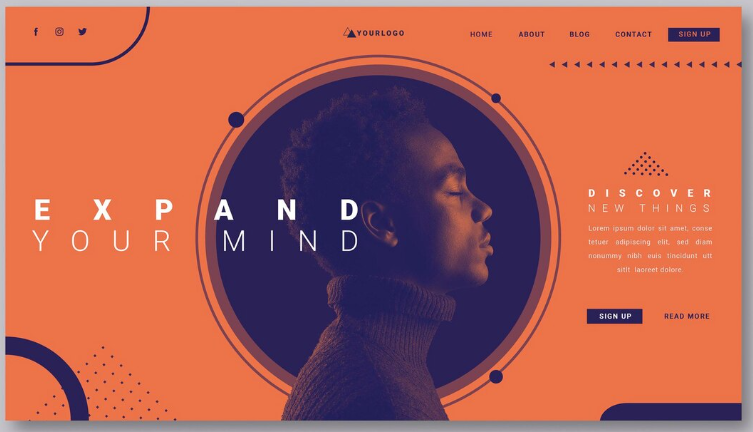 YOURLOGO
HOME ABOUT BLOG CONTACT SIGN UP
EXPAND
YOUR MIND
DISCOVER
NEW THINGS
Lorem ipsum dolor sit amet, conse
tetuer adipiscing elit, sed diam
nonummy nibh euis tincidunt utt
sitit laoreet dolore.
SIGN UP READ MORE